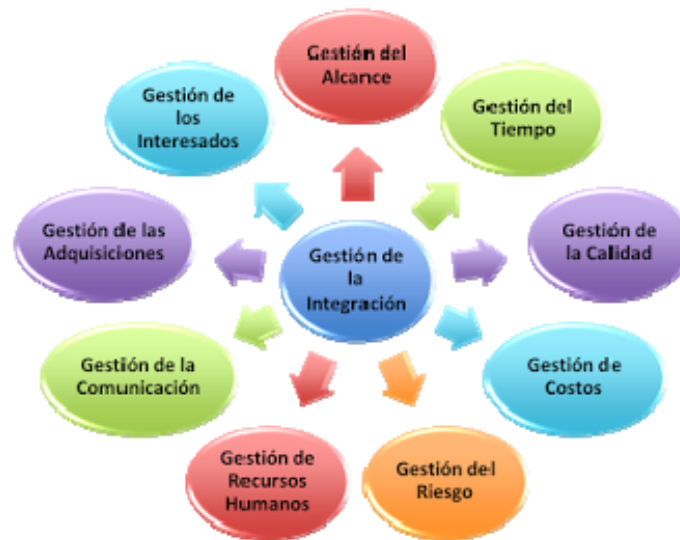 Gestión del
Alcance
Gestión del
Tiempo
Gestión de
la Calidad
Gestión de
Costos
Gestión del
Riesgo
Gestión de
Recursos
Humanos
Gestión de la
Comunicación
Gestión de las
Adquisiciones
Gestión de
los
Interesados
Gestión de
la
Integración